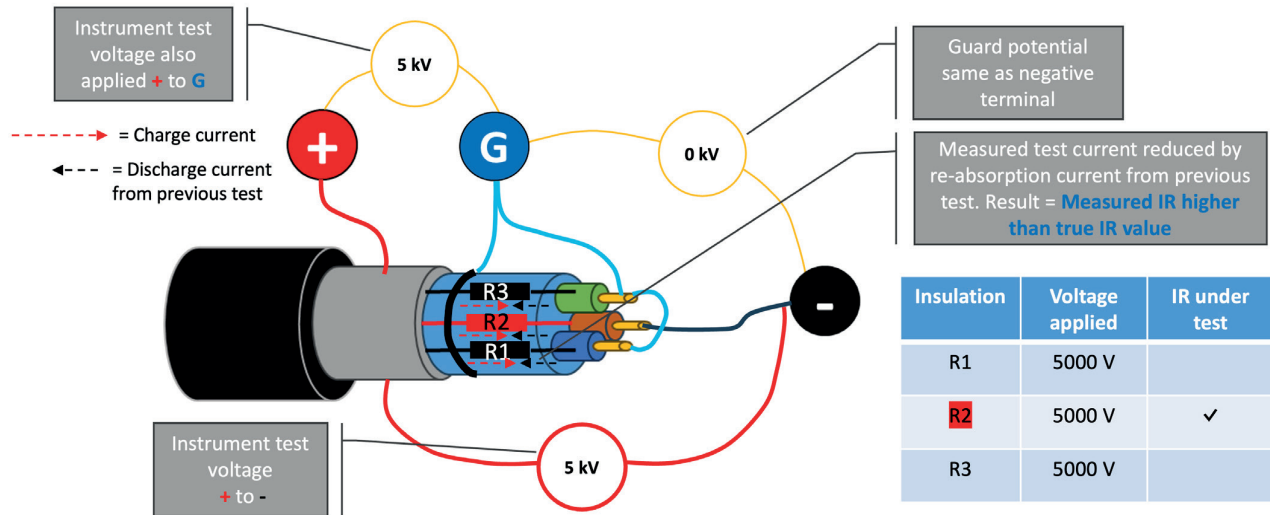 Instrument test
voltage also
applied + to G
5 kV
Guard potential
same as negative
terminal
= Charge current
= Discharge current
from previous test
+
G
0 kV
Measured test current reduced by
re-absorption current from previous
test. Result = Measured IR higher
than true IR value
R3
R2
R1
-
Instrument test
voltage
+ to -
5 kV
Insulation Voltage applied IR under test
R1 5000 V
R2 5000 V ✓
R3 5000 V